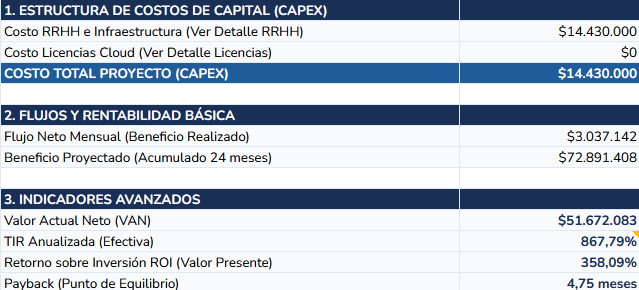 1. ESTRUCTURA DE COSTOS DE CAPITAL (CAPEX)
Costo RRHH e Infraestructura (Ver Detalle RRHH) $14.430.000
Costo Licencias Cloud (Ver Detalle Licencias) $0
COSTO TOTAL PROYECTO (CAPEX) $14.430.000
2. FLUJOS Y RENTABILIDAD BÁSICA
Flujo Neto Mensual (Beneficio Realizado) $3.037.142
Beneficio Proyectado (Acumulado 24 meses) $72.891.408
3. INDICADORES AVANZADOS
Valor Actual Neto (VAN) $51.672.083
TIR Anualizada (Efectiva) 867,79%
Retorno sobre Inversión ROI (Valor Presente) 358,09%
Payback (Punto de Equilibrio) 4,75 meses